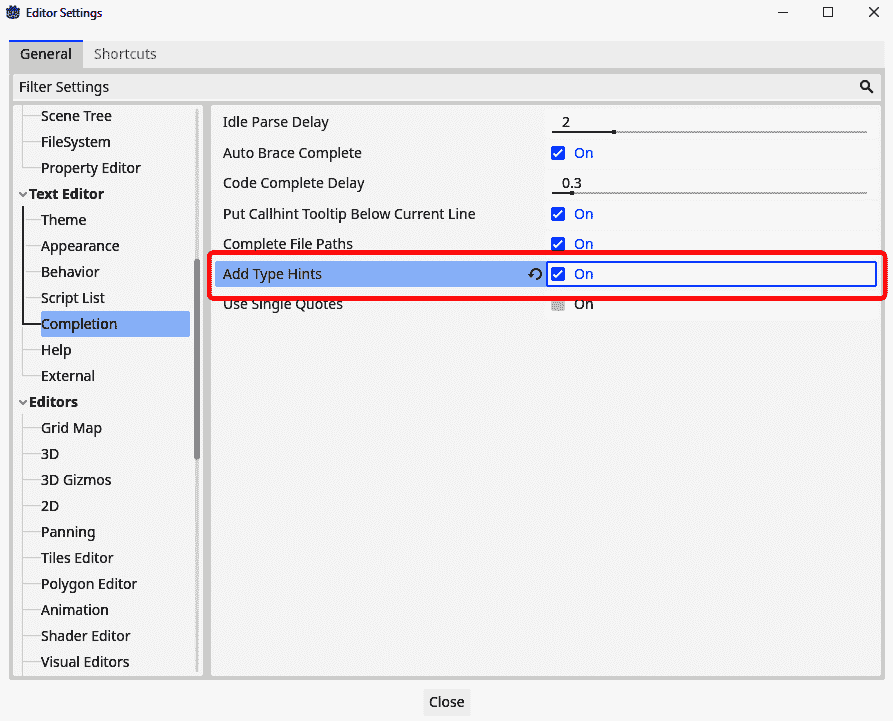 Editor Settings
General Shortcuts
Filter Settings
Scene Tree
FileSystem
Property Editor
Text Editor
Theme
Appearance
Behavior
Script List
Completion
Help
External
Editors
Grid Map
3D
3D Gizmos
2D
Panning
Tiles Editor
Polygon Editor
Animation
Shader Editor
Visual Editors
Idle Parse Delay 2
Auto Brace Complete On
Code Complete Delay 0.3
Put Callhint Tooltip Below Current Line On
Complete File Paths On
Add Type Hints On
Use Single Quotes On
Close